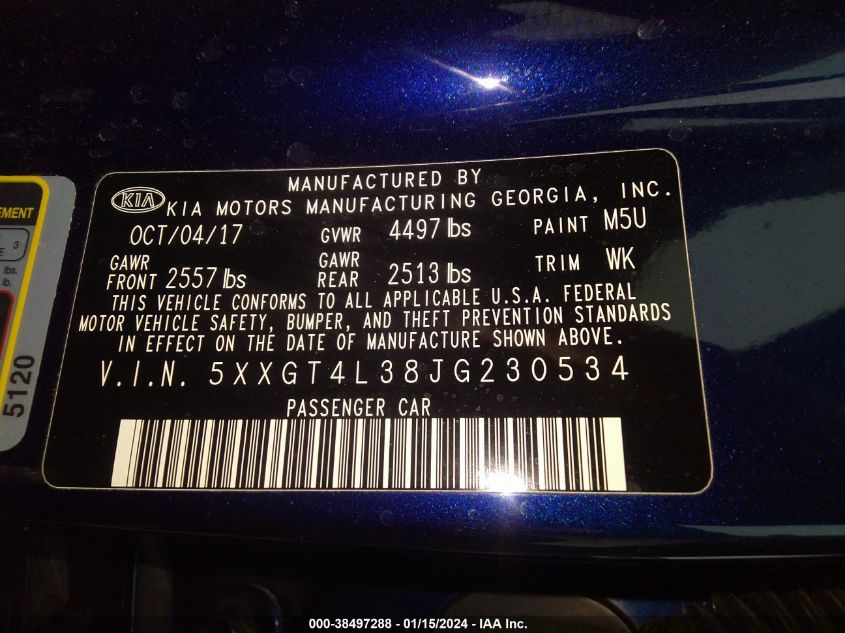 MANUFACTURED BY
KIA KIA MOTORS MANUFACTURING GEORGIA, INC.
OCT/04/17 GVWR 4497 lbs PAINT M5U
GAWR FRONT 2557 lbs GAWR REAR 2513 lbs TRIM WK
THIS VEHICLE CONFORMS TO ALL APPLICABLE U.S.A. FEDERAL
MOTOR VEHICLE SAFETY, BUMPER, AND THEFT PREVENTION STANDARDS
IN EFFECT ON THE DATE OF MANUFACTURE SHOWN ABOVE.
V.I.N. 5XXGT4L38JG230534
PASSENGER CAR
EMENT
3
lbs.
lb.
5120
000-38497288 - 01/15/2024 - IAA Inc.